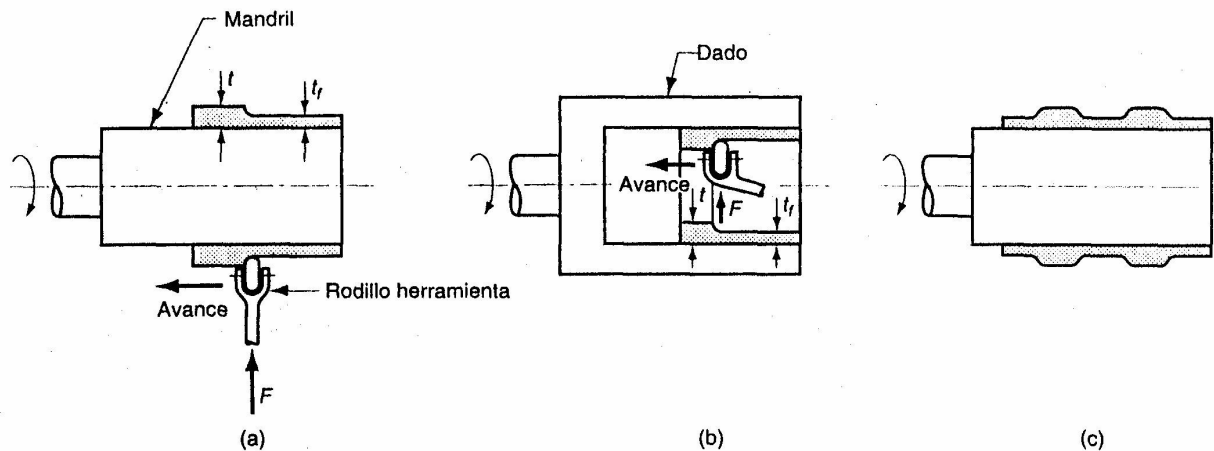 Mandril
t
t_f
Avance
Rodillo herramienta
F
(a)
Dado
Avance
t
F
t_f
(b)
(c)